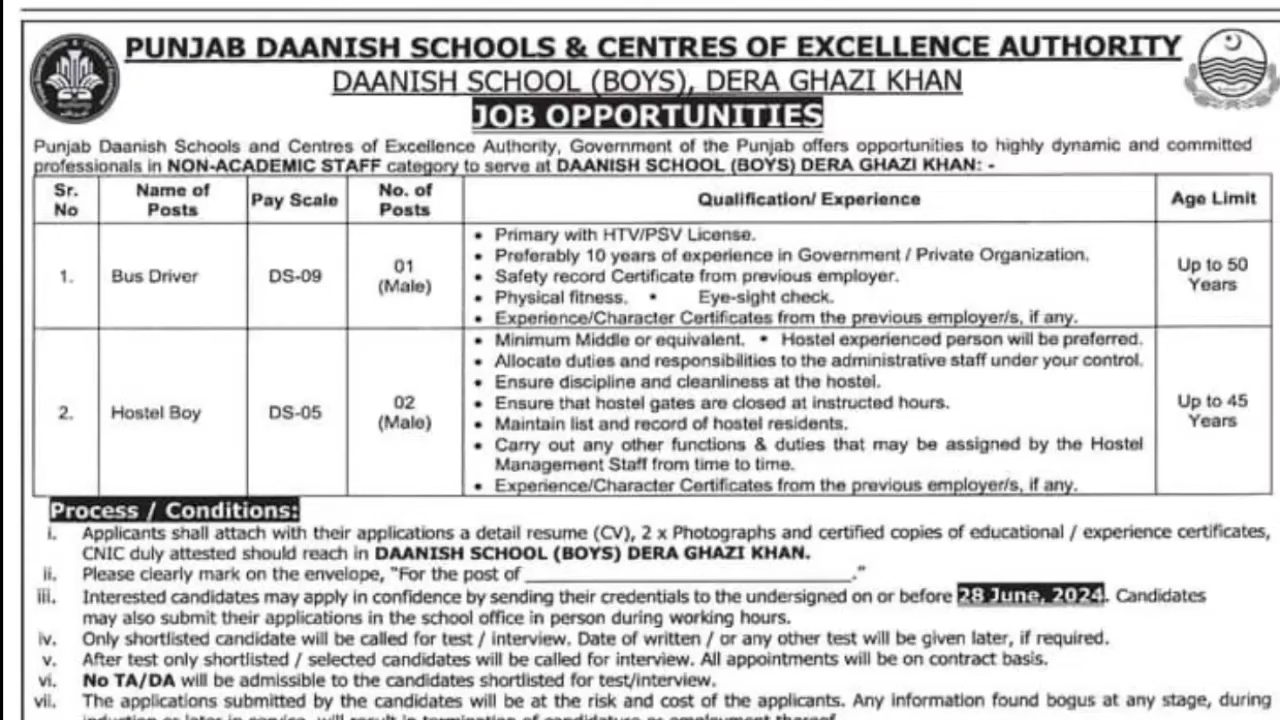 PUNJAB DAANISH SCHOOLS & CENTRES OF EXCELLENCE AUTHORITY
DAANISH SCHOOL (BOYS), DERA GHAZI KHAN
JOB OPPORTUNITIES
Punjab Daanish Schools and Centres of Excellence Authority, Government of the Punjab offers opportunities to highly dynamic and committed
professionals in NON-ACADEMIC STAFF category to serve at DAANISH SCHOOL (BOYS) DERA GHAZI KHAN: -
Sr. No
Name of Posts
Pay Scale
No. of Posts
Qualification/ Experience
Age Limit
1.
Bus Driver
DS-09
01
(Male)
• Primary with HTV/PSV License.
• Preferably 10 years of experience in Government / Private Organization.
• Safety record Certificate from previous employer.
• Physical fitness. • Eye-sight check.
• Experience/Character Certificates from the previous employer/s, if any.
Up to 50
Years
2.
Hostel Boy
DS-05
02
(Male)
• Minimum Middle or equivalent. • Hostel experienced person will be preferred.
• Allocate duties and responsibilities to the administrative staff under your control.
• Ensure discipline and cleanliness at the hostel.
• Ensure that hostel gates are closed at instructed hours.
• Maintain list and record of hostel residents.
• Carry out any other functions & duties that may be assigned by the Hostel
Management Staff from time to time.
• Experience/Character Certificates from the previous employer/s, if any.
Up to 45
Years
Process / Conditions:
i. Applicants shall attach with their applications a detail resume (CV), 2 x Photographs and certified copies of educational / experience certificates,
CNIC duly attested should reach in DAANISH SCHOOL (BOYS) DERA GHAZI KHAN.
ii. Please clearly mark on the envelope, "For the post of ______________________________."
iii. Interested candidates may apply in confidence by sending their credentials to the undersigned on or before 28 June, 2024. Candidates
may also submit their applications in the school office in person during working hours.
iv. Only shortlisted candidate will be called for test / interview. Date of written / or any other test will be given later, if required.
v. After test only shortlisted / selected candidates will be called for interview. All appointments will be on contract basis.
vi. No TA/DA will be admissible to the candidates shortlisted for test/interview.
vii. The applications submitted by the candidates will be at the risk and cost of the applicants. Any information found bogus at any stage, during
induction or later in service, will result in termination of candidature or employment thereof.